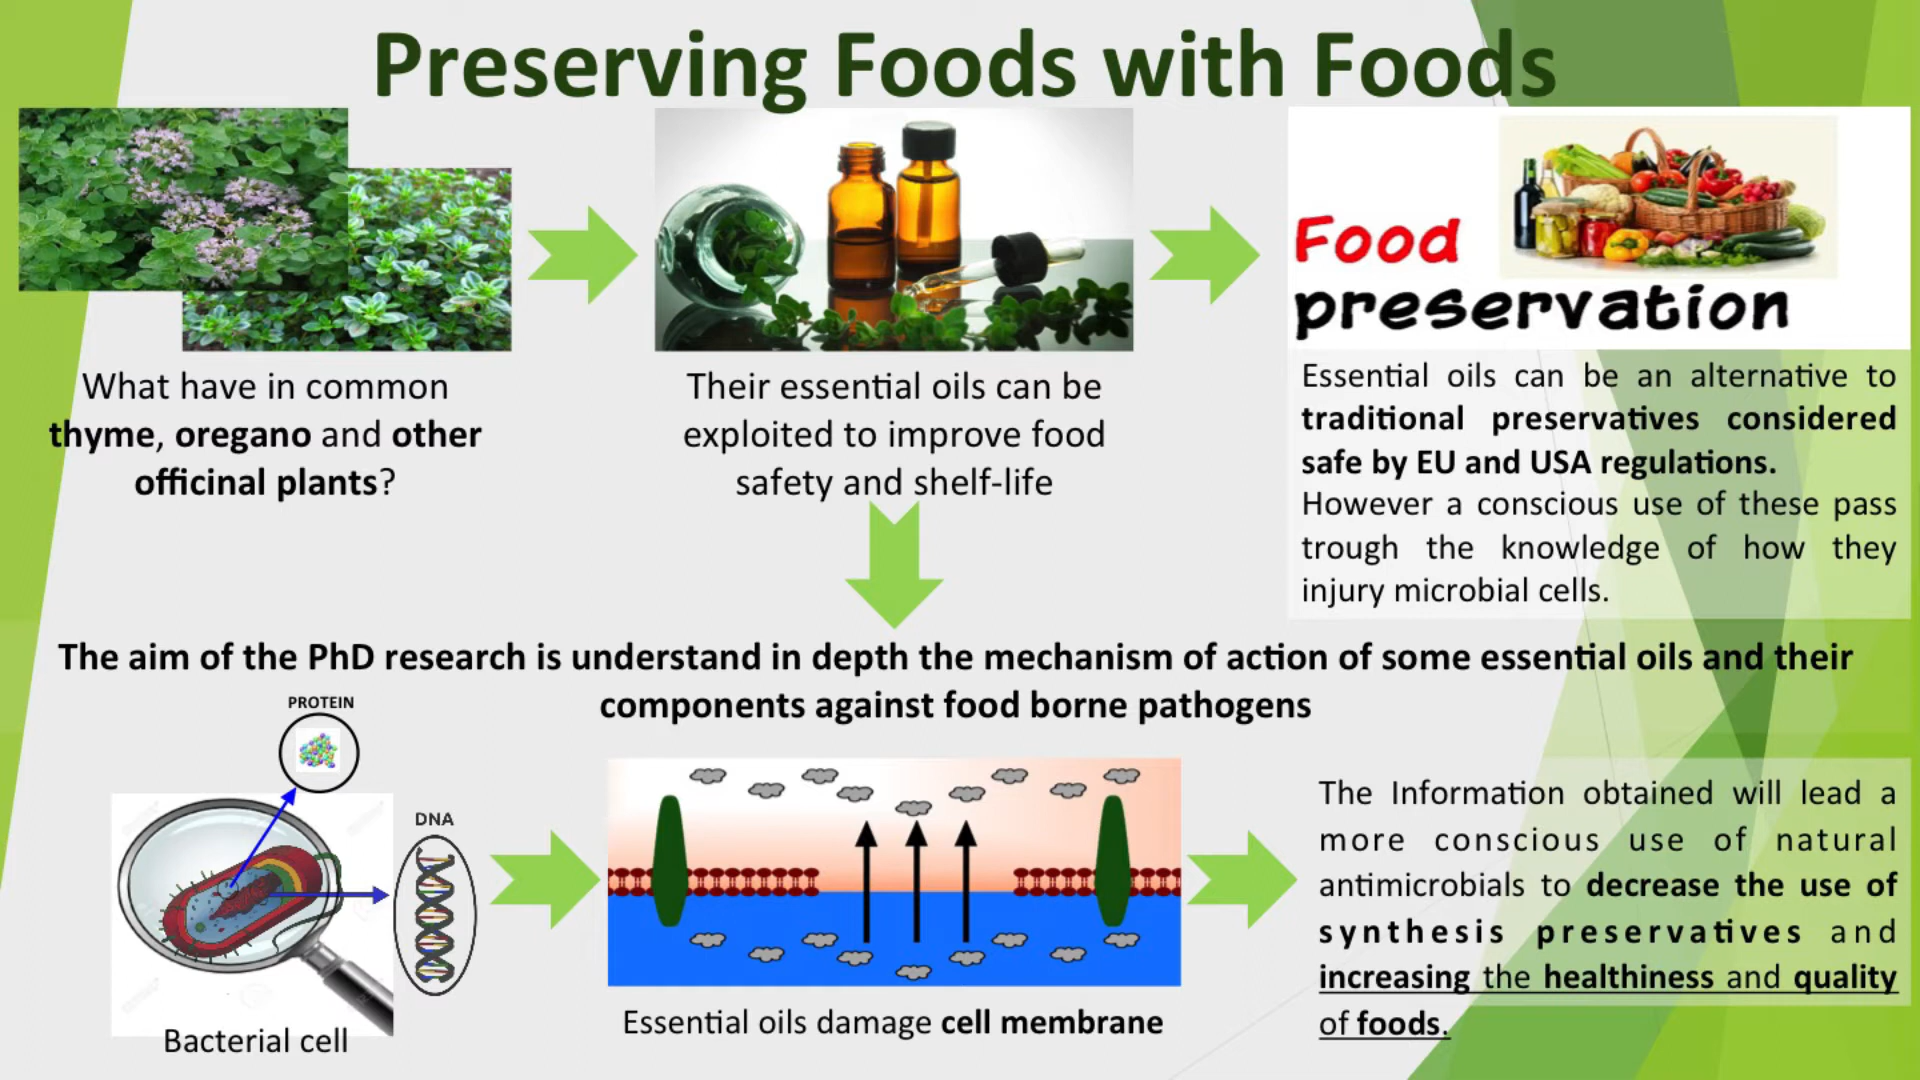 Preserving Foods with Foods
What have in common
thyme, oregano and other
officinal plants?
Their essential oils can be
exploited to improve food
safety and shelf-life
Food
preservation
Essential oils can be an alternative to
traditional preservatives considered
safe by EU and USA regulations.
However a conscious use of these pass
trough the knowledge of how they
injury microbial cells.
The aim of the PhD research is understand in depth the mechanism of action of some essential oils and their
components against food borne pathogens
PROTEIN
DNA
Bacterial cell
Essential oils damage cell membrane
The Information obtained will lead a
more conscious use of natural
antimicrobials to decrease the use of
synthesis preservatives and
increasing the healthiness and quality
of foods.